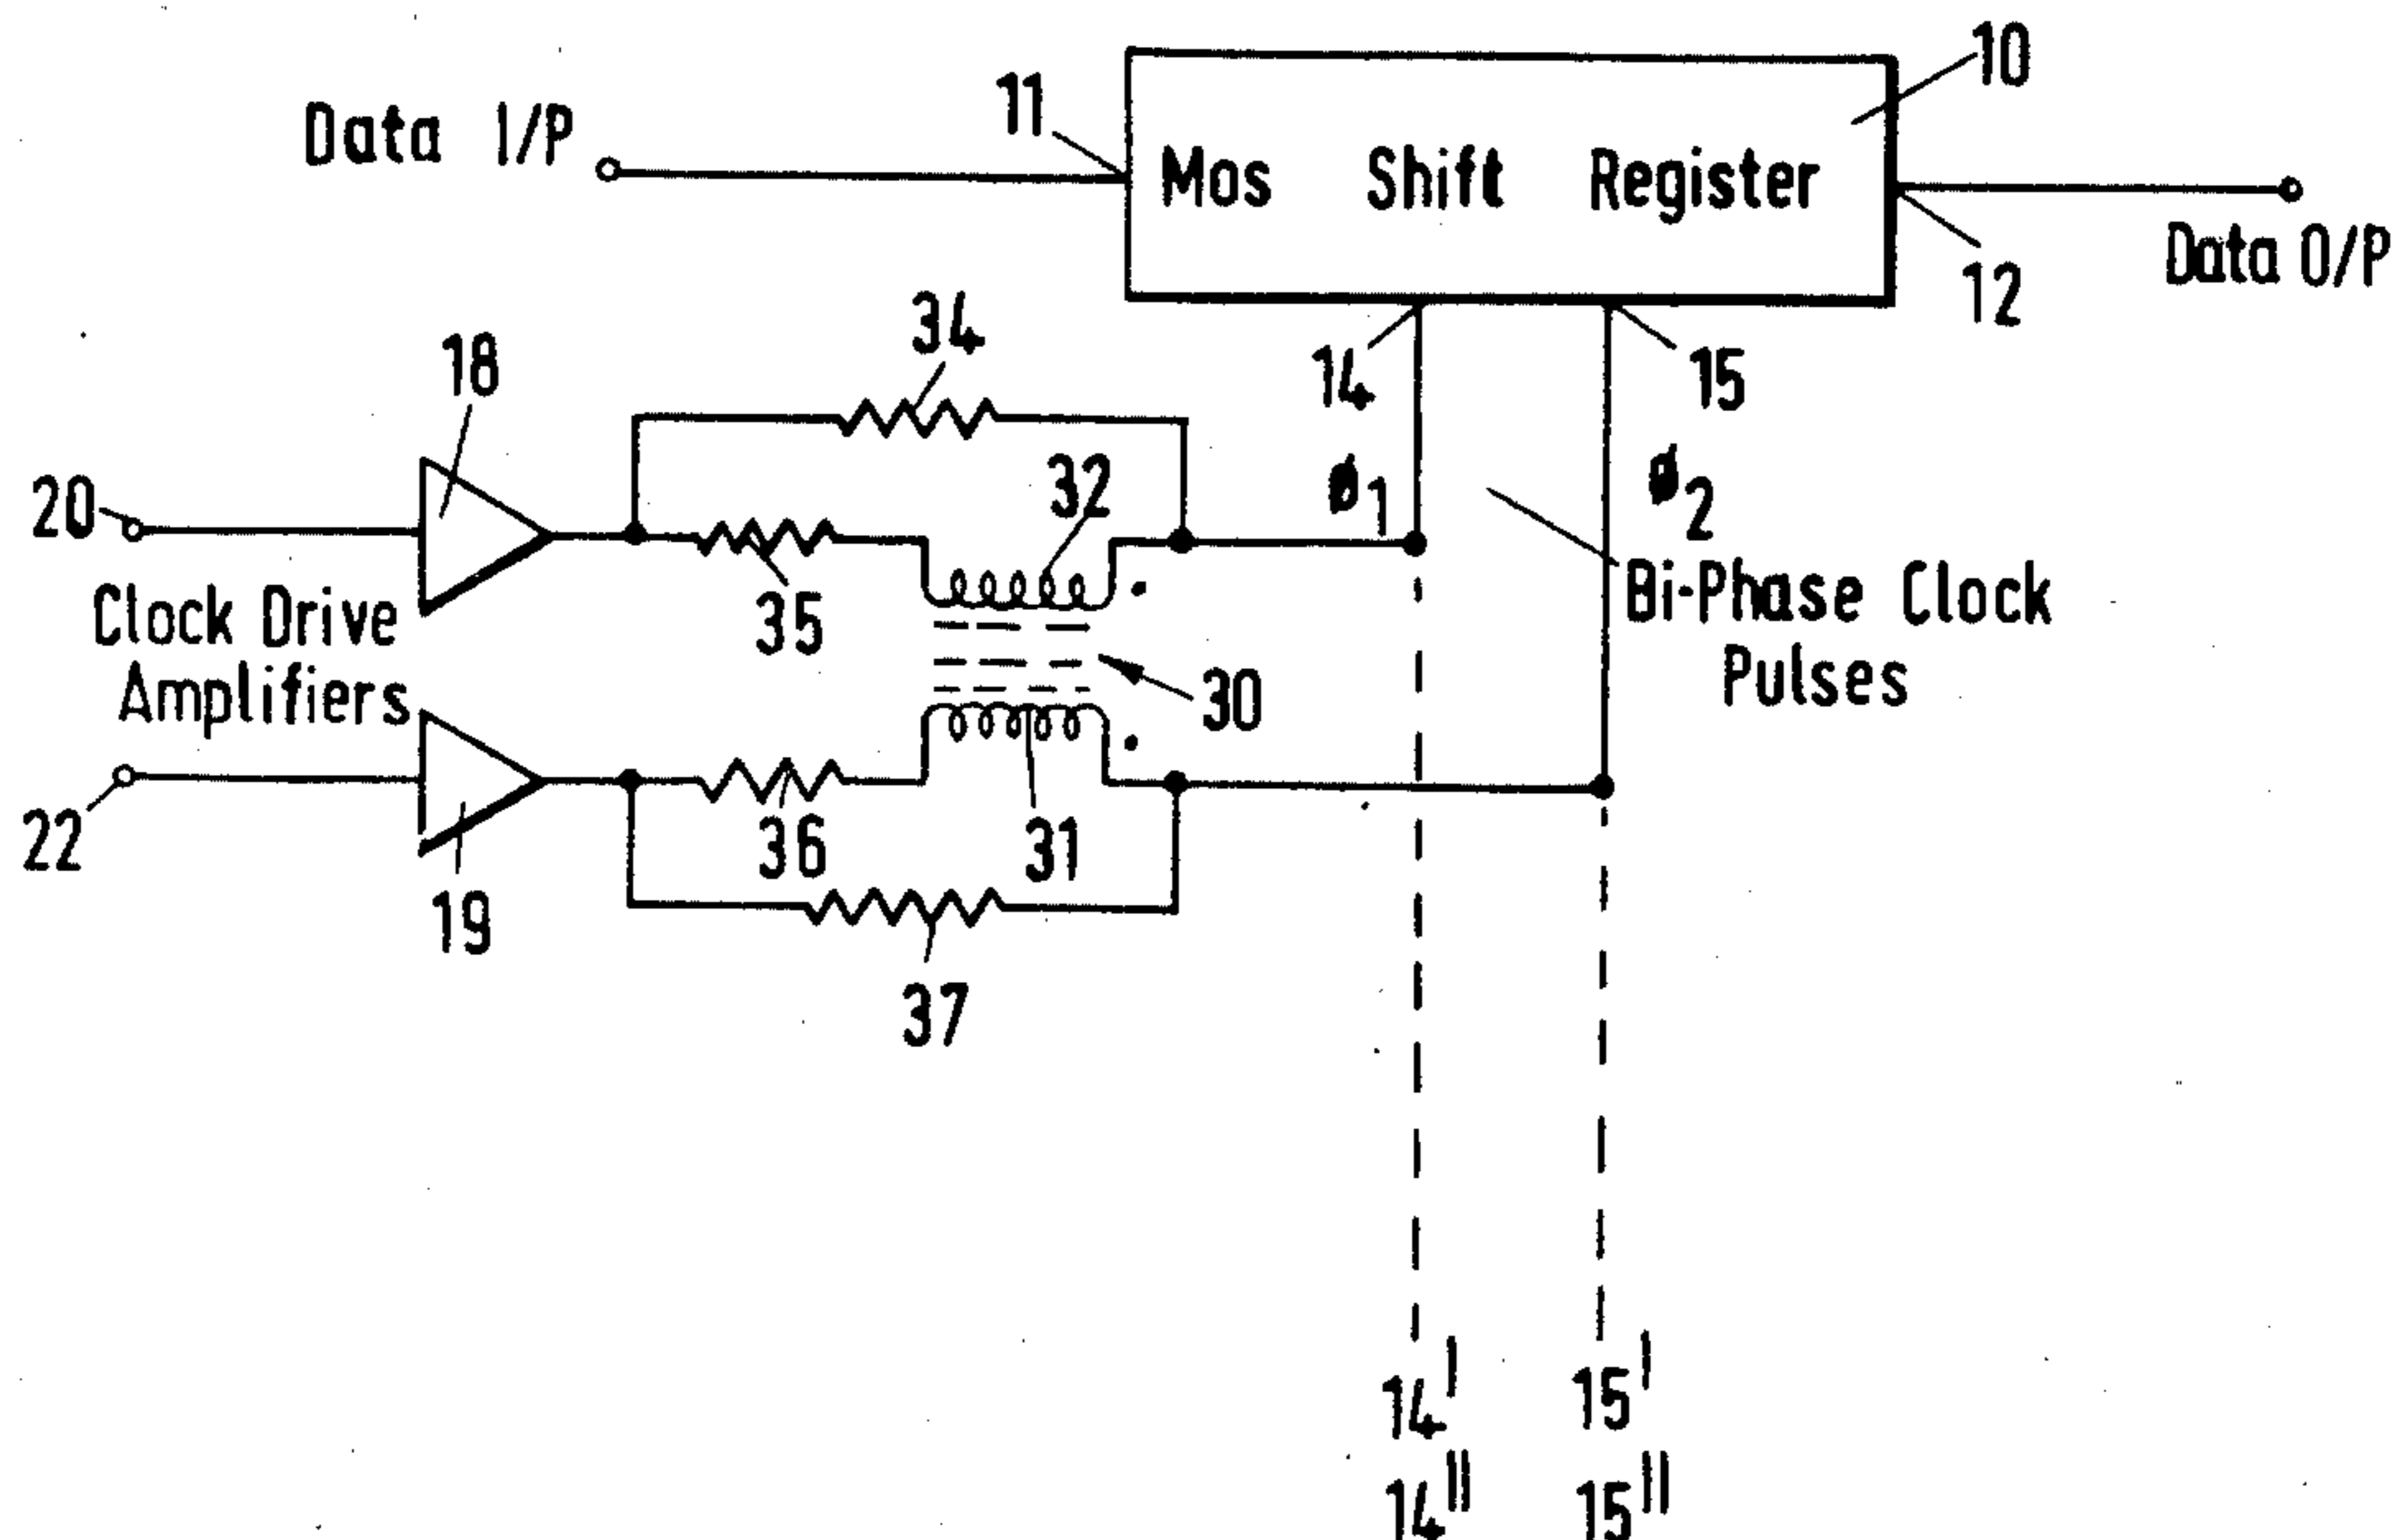 10
11
Data I/P
Mos Shift Register
Data O/P
12
34
18
14
15
ø1
ø2
32
20
35
Clock Drive
Amplifiers
Bi-Phase Clock
Pulses
30
22
36
31
19
37
14'
15'
14"
15"